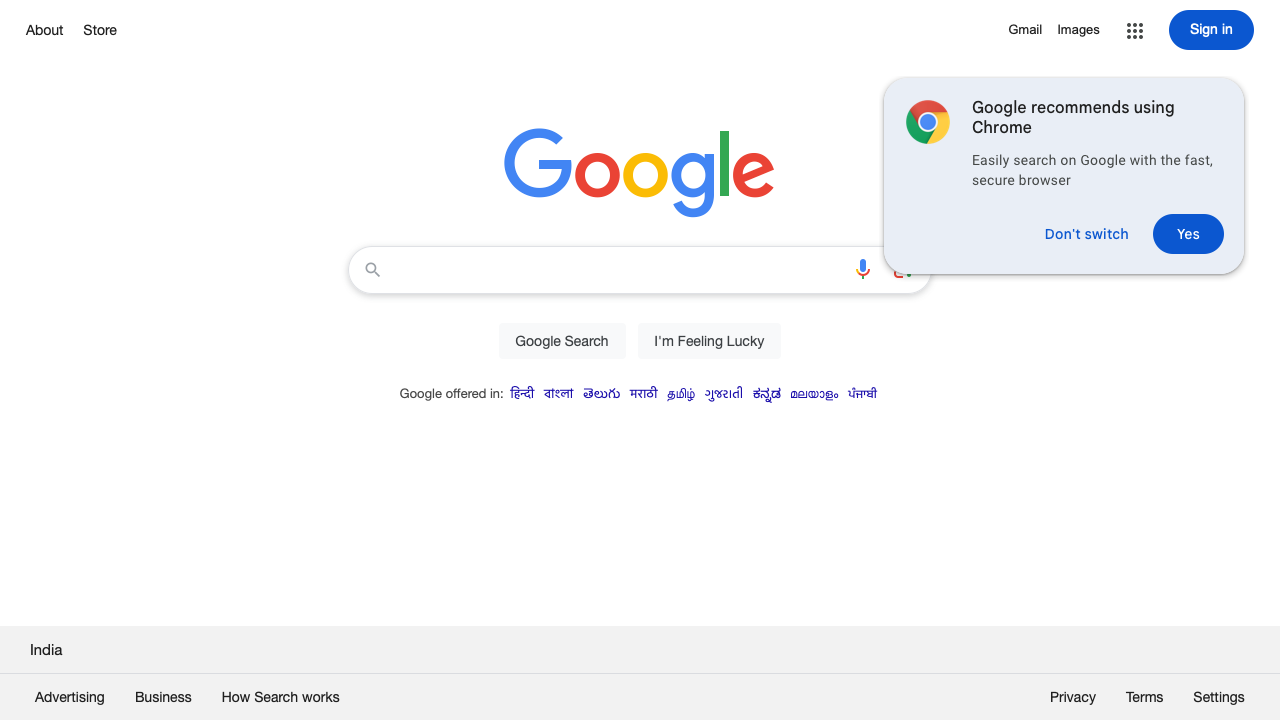 About Store
Gmail Images Sign in
Google recommends using
Chrome
Easily search on Google with the fast,
secure browser
Don't switch Yes
Google
Google Search I'm Feeling Lucky
Google offered in: हिन्दी বাংলা తెలుగు मराठी தமிழ் ગુજરાતી ಕನ್ನಡ മലയാളം ਪੰਜਾਬੀ
India
Advertising Business How Search works
Privacy Terms Settings